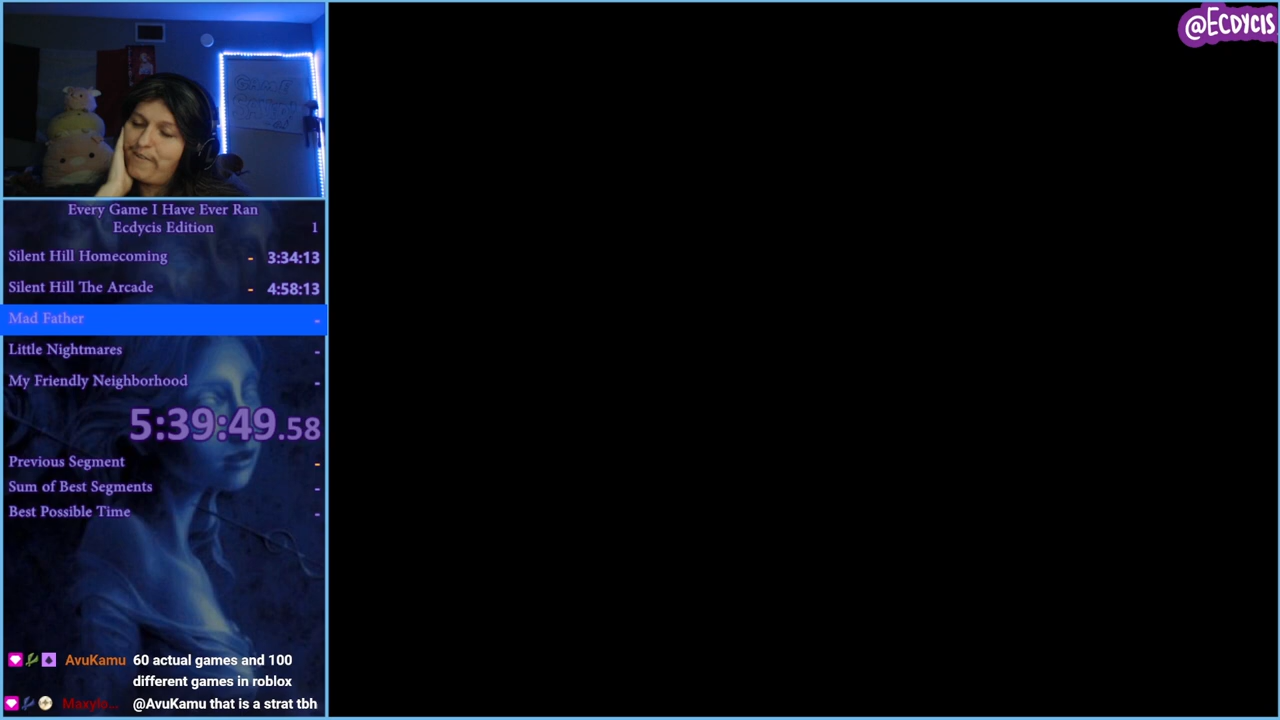 @ECDYCIS
GAME
Every Game I Have Ever Ran
Ecdycis Edition 1
Silent Hill Homecoming - 3:34:13
Silent Hill The Arcade - 4:58:13
Mad Father -
Little Nightmares -
My Friendly Neighborhood -
5:39:49.58
Previous Segment -
Sum of Best Segments -
Best Possible Time -
AvuKamu 60 actual games and 100
different games in roblox
Maxylo... @AvuKamu that is a strat tbh